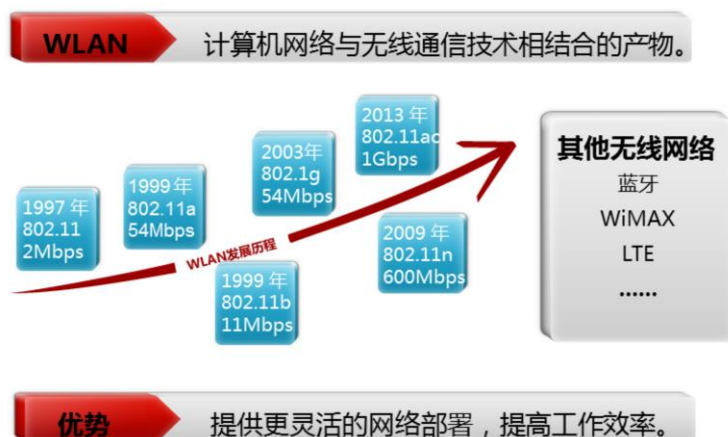 WLAN
计算机网络与无线通信技术相结合的产物。
1997 年
802.11
2Mbps
1999 年
802.11a
54Mbps
1999 年
802.11b
11Mbps
2003年
802.1g
54Mbps
2009 年
802.11n
600Mbps
2013 年
802.11ac
1Gbps
WLAN发展历程
其他无线网络
蓝牙
WiMAX
LTE
......
优势
提供更灵活的网络部署，提高工作效率。